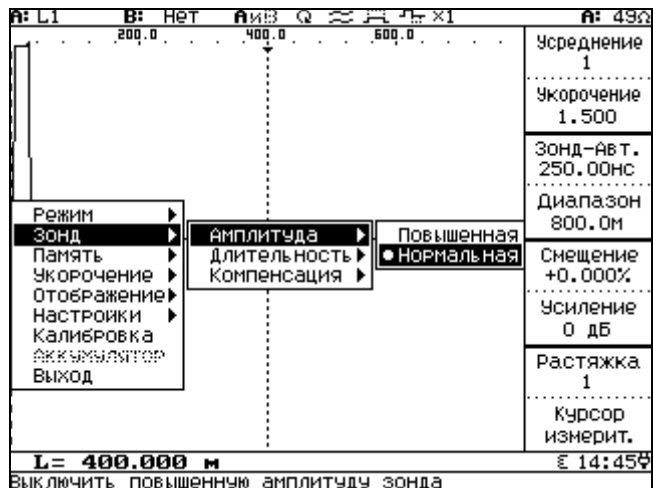 A: L1 B: Нет АиВ Q ×1 A: 49Ω
200.0 400.0 600.0
Усреднение
1
Укорочение
1.500
Зонд-Авт.
250.00нс
Диапазон
800.0м
Смещение
+0.000%
Усиление
0 дБ
Растяжка
1
Курсор
измерит.
Режим
Зонд
Память
Укорочение
Отображение
Настройки
Калибровка
Аккумулятор
Выход
Амплитуда
Длительность
Компенсация
Повышенная
Нормальная
L= 400.000 м
14:45
Выключить повышенную амплитуду зонда